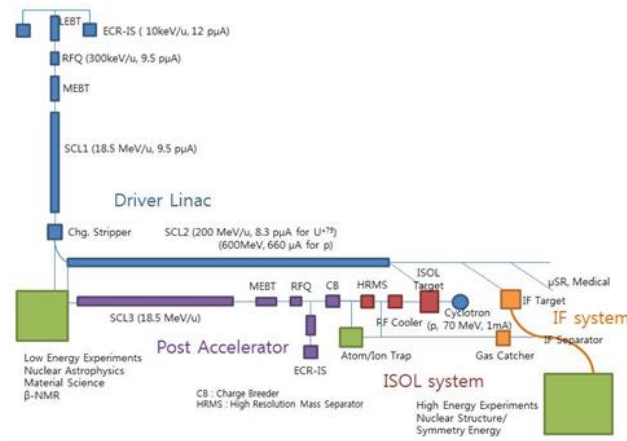 LEBT
ECR-IS ( 10keV/u, 12 pµA)
RFQ (300keV/u, 9.5 pµA)
MEBT
SCL1 (18.5 MeV/u, 9.5 pµA)
Driver Linac
Chg. Stripper
SCL2 (200 MeV/u, 8.3 pµA for U⁺⁷⁹)
(600MeV, 660 µA for p)
ISOL
Target
µSR, Medical
MEBT
RFQ
CB
HRMS
IF Target
SCL3 (18.5 MeV/u)
RF Cooler
Cyclotron
(p, 70 MeV, 1mA)
IF system
Post Accelerator
IF Separator
Low Energy Experiments
Nuclear Astrophysics
Material Science
β-NMR
ECR-IS
Atom/Ion Trap
Gas Catcher
ISOL system
CB : Charge Breeder
HRMS : High Resolution Mass Separator
High Energy Experiments
Nuclear Structure/
Symmetry Energy